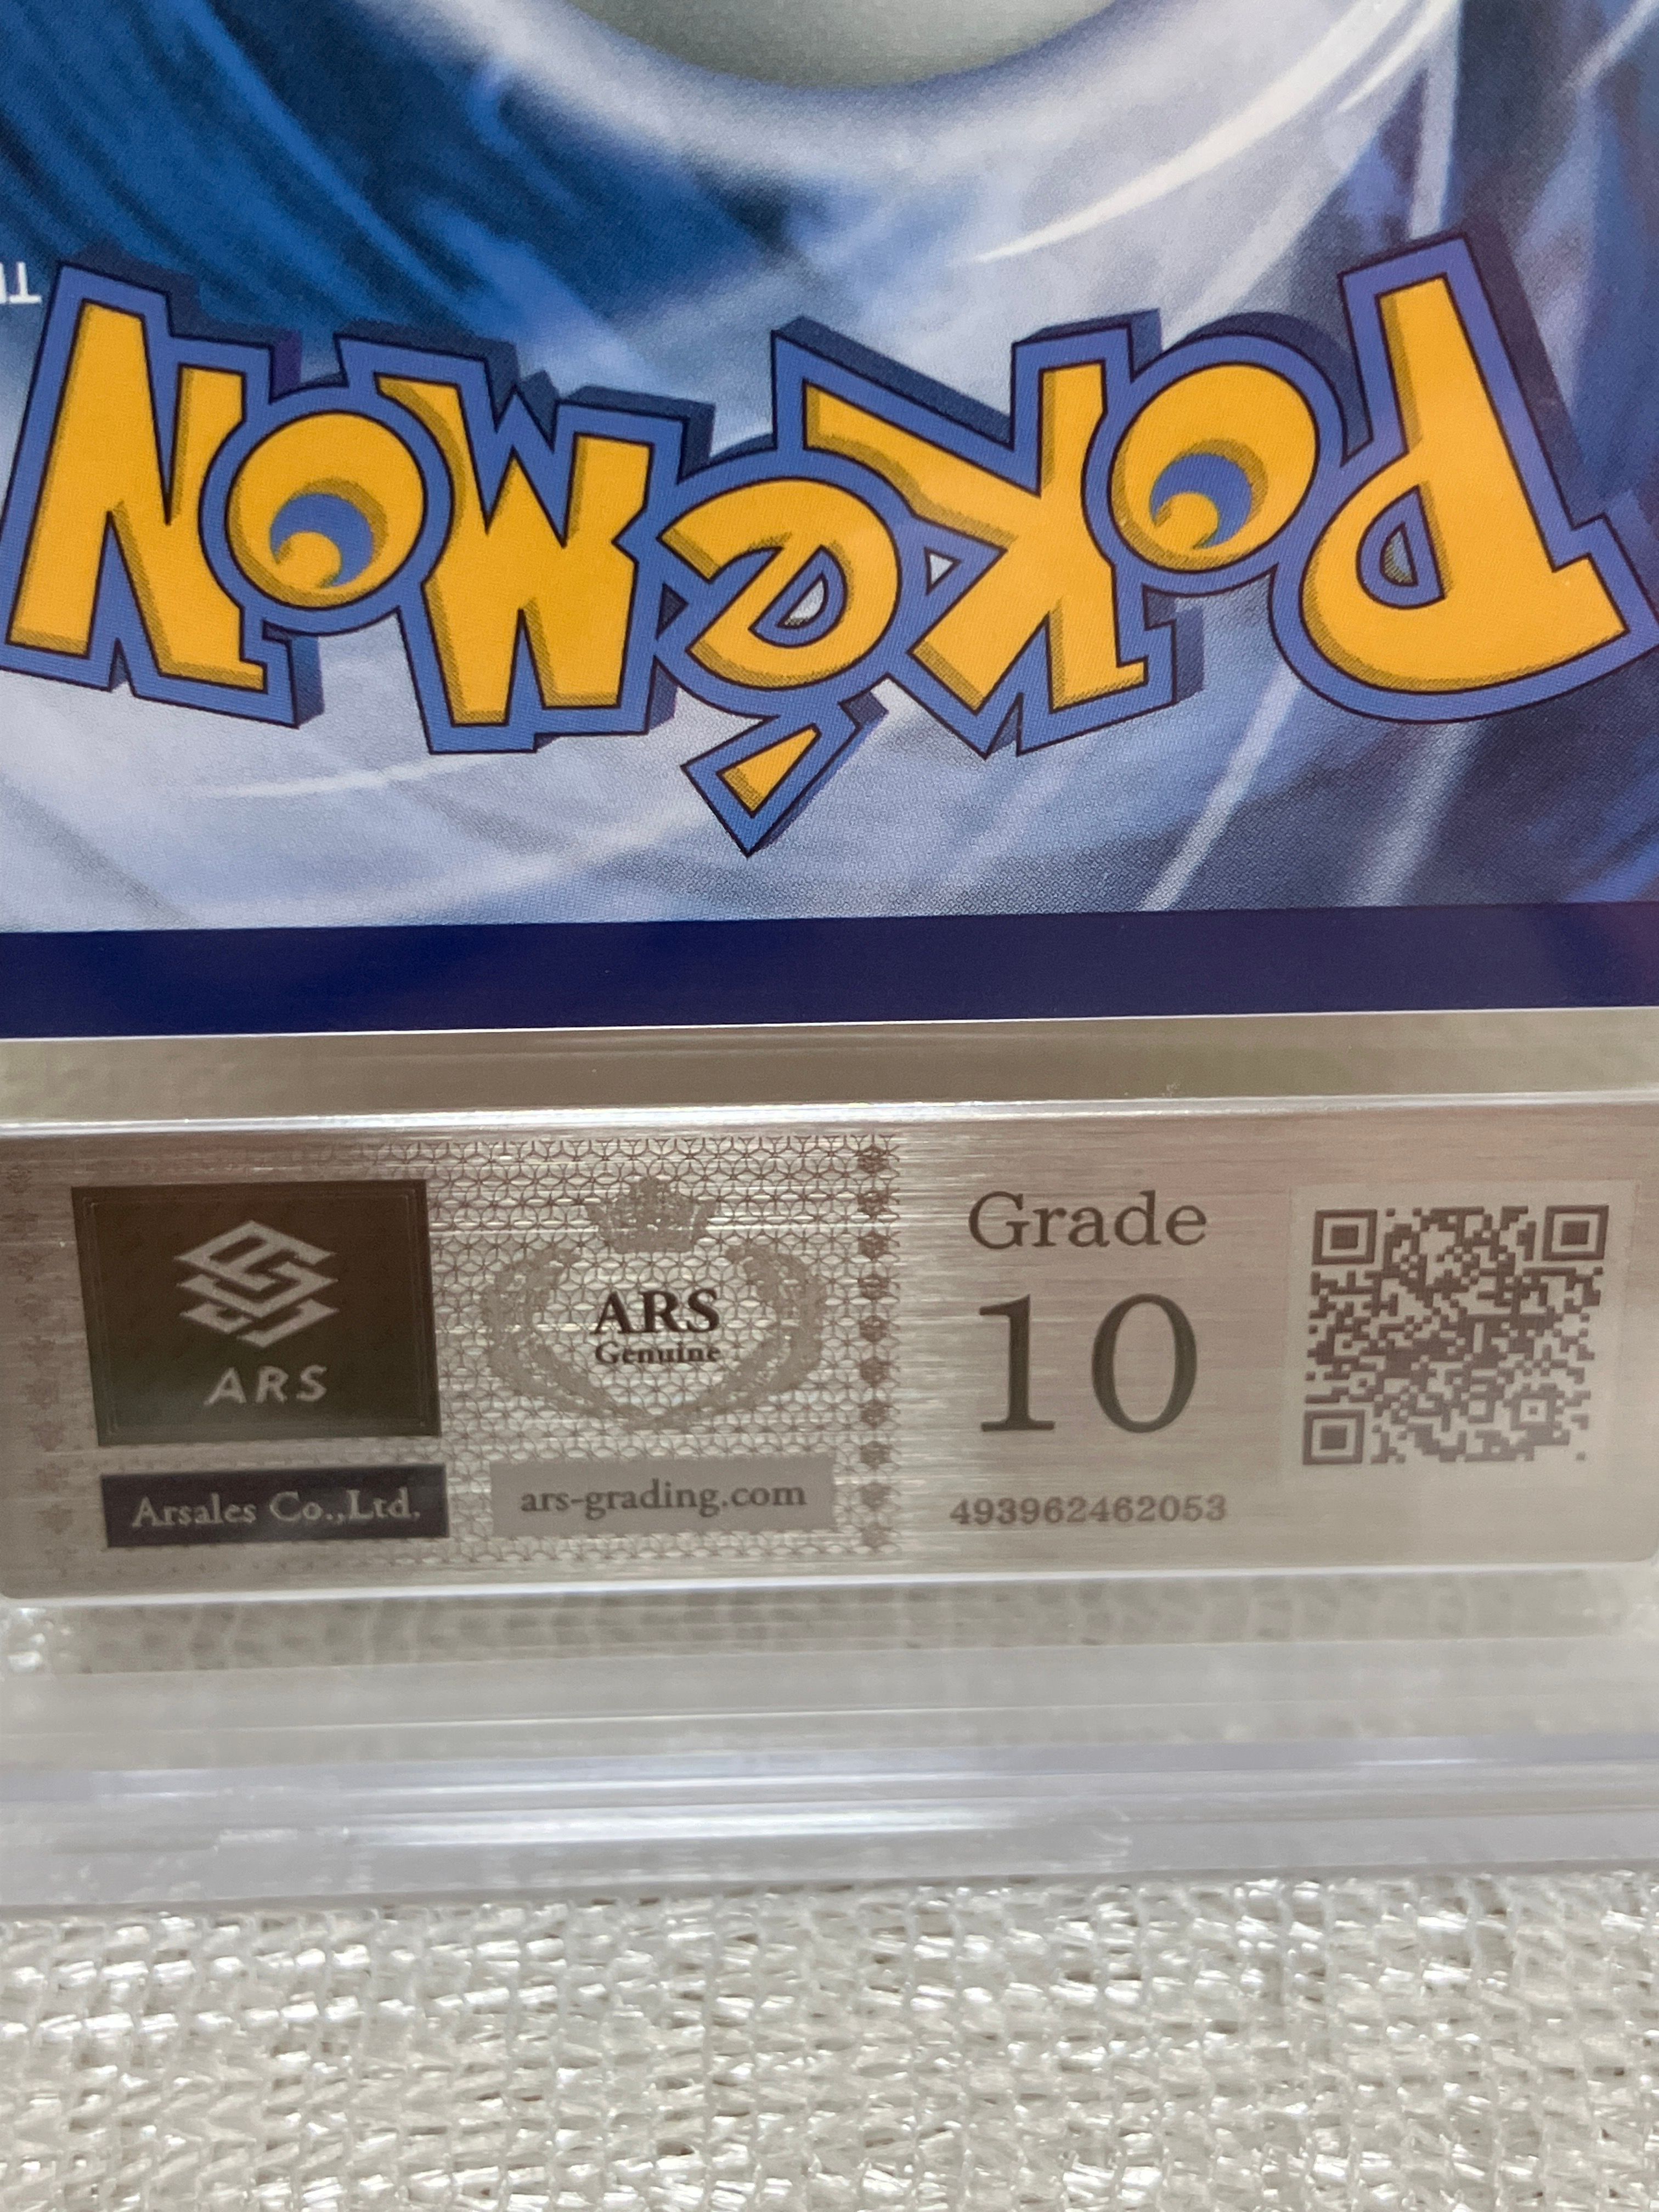 POKéMON
ARS
Arsales Co.,Ltd.
ARS
Genuine
ars-grading.com
Grade
10
493962462053